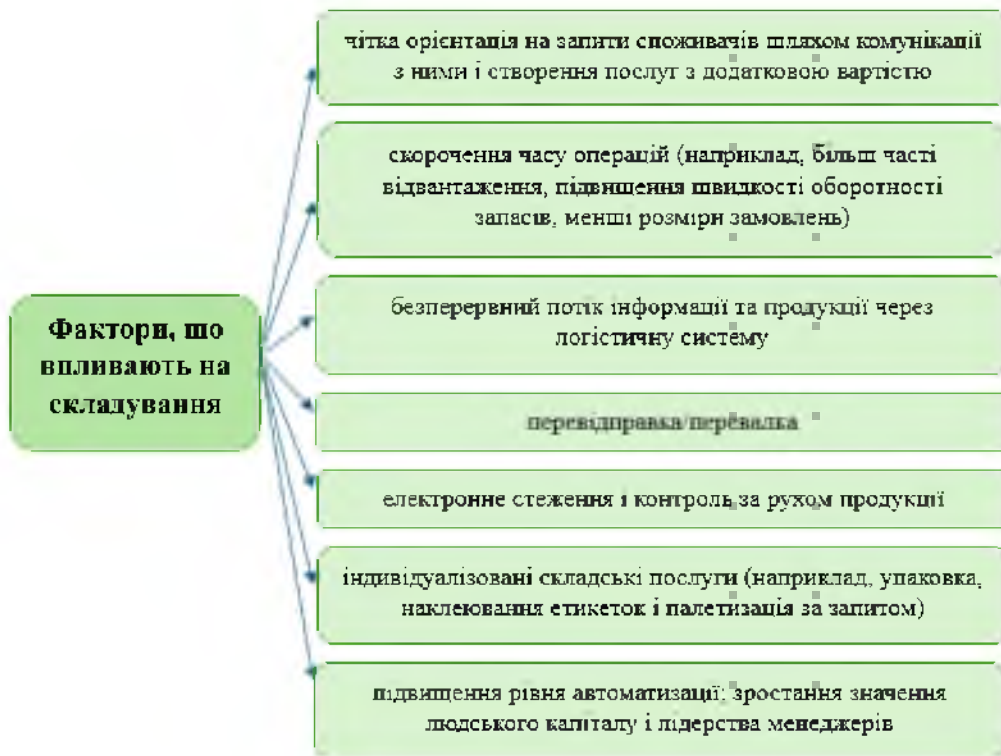 чітка орієнтація на запити споживачів шляхом комунікації
з ними і створення послуг з додатковою вартістю
скорочення часу операцій (наприклад, більш часті
відвантаження, підвищення швидкості оборотності
запасів, менші розміри замовлень)
безперервний потік інформації та продукції через
логістичну систему
Фактори, що
впливають на
складування
перевідправка/перевалка
електронне стеження і контроль за рухом продукції
індивідуалізовані складські послуги (наприклад, упаковка,
наклеювання етикеток і палетизація за запитом)
підвищення рівня автоматизації: зростання значення
людського капіталу і лідерства менеджерів